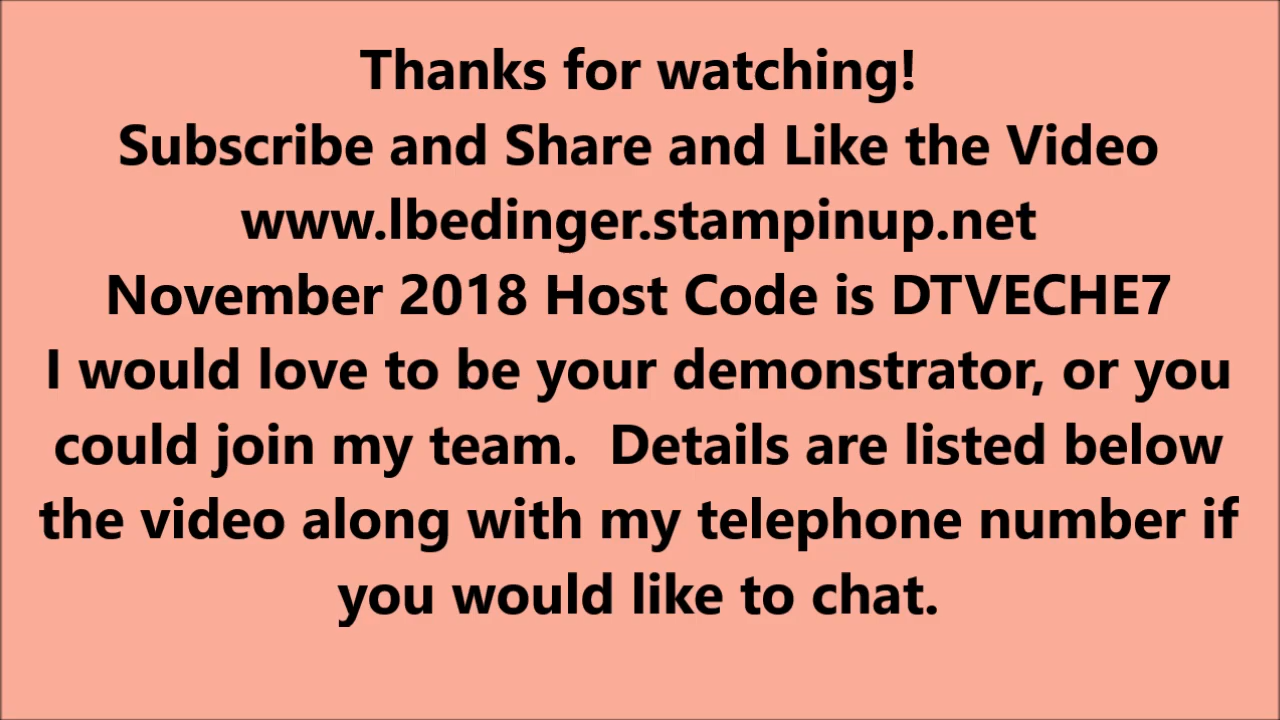 Thanks for watching!
Subscribe and Share and Like the Video
www.lbedinger.stampinup.net
November 2018 Host Code is DTVECHE7
I would love to be your demonstrator, or you
could join my team.  Details are listed below
the video along with my telephone number if
you would like to chat.